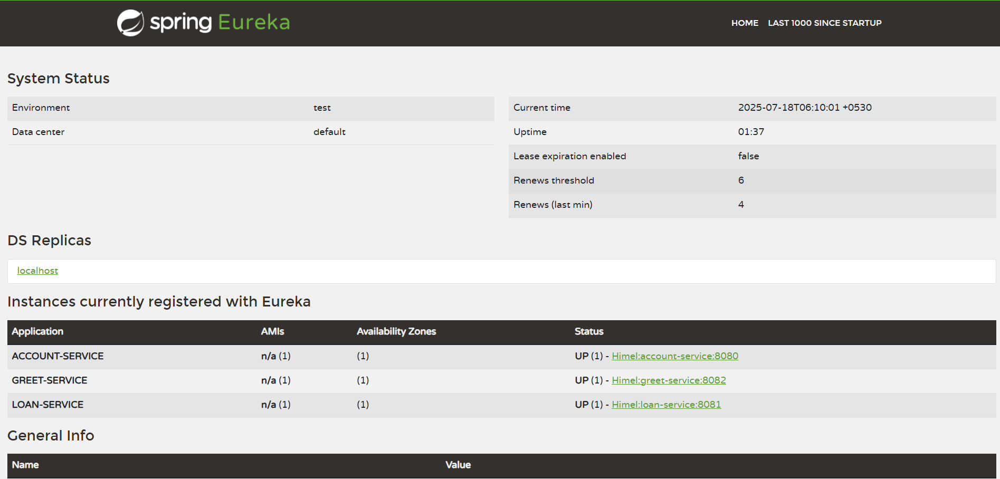 spring Eureka
HOME LAST 1000 SINCE STARTUP
System Status
Environment test
Data center default
Current time 2025-07-18T06:10:01 +0530
Uptime 01:37
Lease expiration enabled false
Renews threshold 6
Renews (last min) 4
DS Replicas
localhost
Instances currently registered with Eureka
Application AMIs Availability Zones Status
ACCOUNT-SERVICE n/a (1) (1) UP (1) - Himel:account-service:8080
GREET-SERVICE n/a (1) (1) UP (1) - Himel:greet-service:8082
LOAN-SERVICE n/a (1) (1) UP (1) - Himel:loan-service:8081
General Info
Name Value